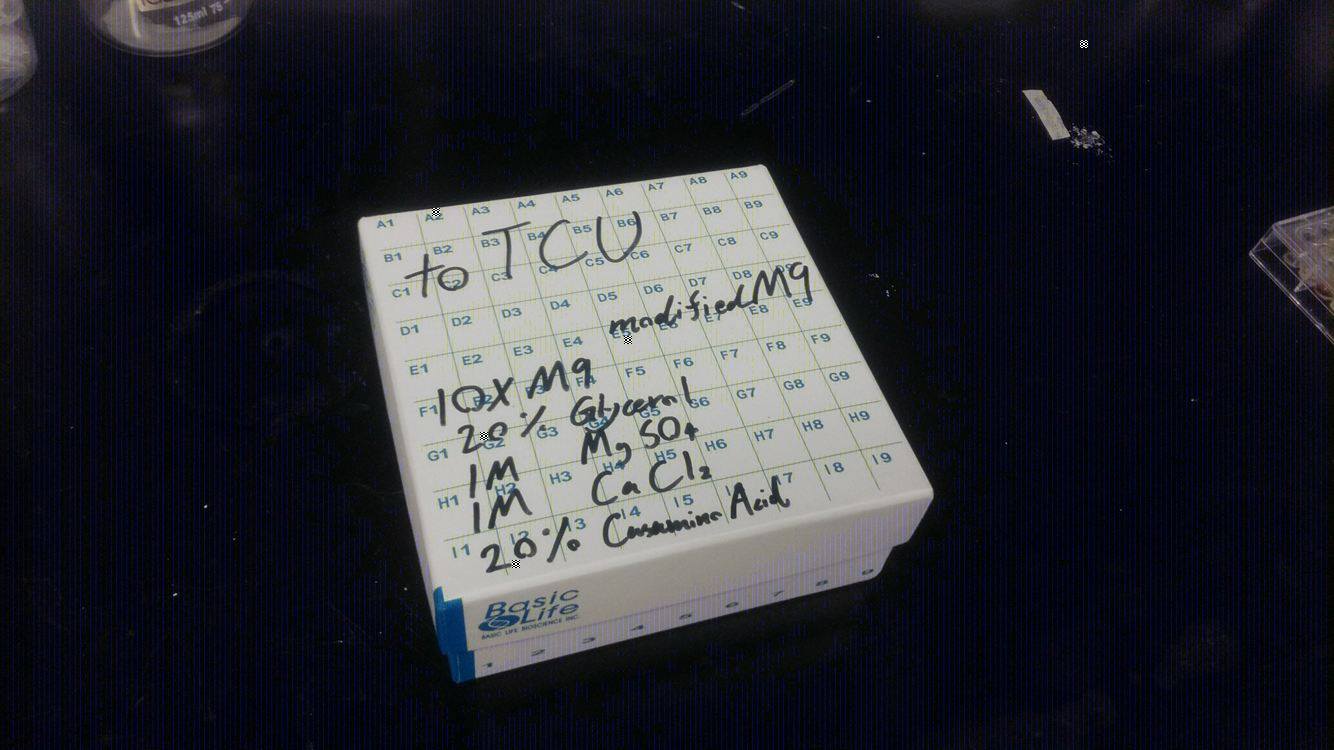 125ml 75
A1 A2 A3 A4 A5 A6 A7 A8 A9
B1 B2 B3 B4 B5 B6 B7 B8 B9
to TCU
C1 C2 C3 C4 C5 C6 C7 C8 C9
D1 D2 D3 D4 D5 D6 D7 D8 D9
modified M9
E1 E2 E3 E4 E5 E6 E7 E8 E9
10X M9
F1 F2 F3 F4 F5 F6 F7 F8 F9
20% Glycerol
G1 G2 G3 G4 G5 G6 G7 G8 G9
1M MgSO4
H1 H2 H3 H4 H5 H6 H7 H8 H9
1M CaCl2
I1 I2 I3 I4 I5 I7 I8 I9
20% Casamino Acid
Basic
Life
BASIC LIFE BIOSCIENCE INC.
1 2 3 4 5 6 7 8 9